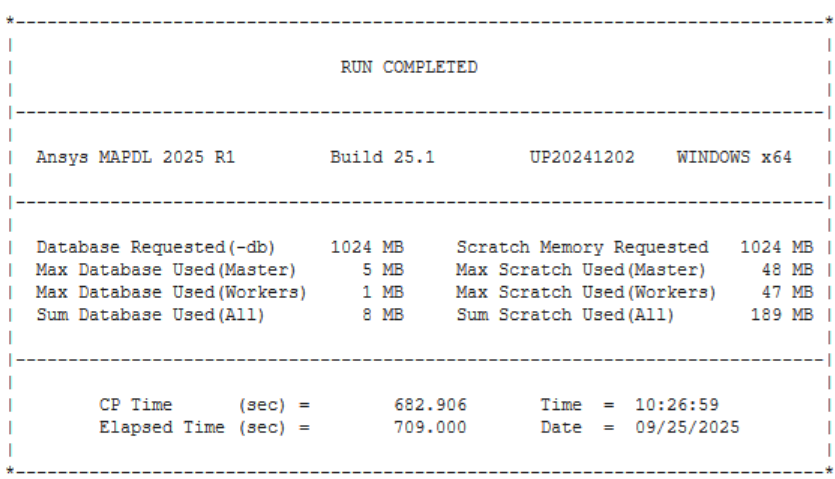 *-----------------------------------------------------------------------------*
|                                                                             |
|                               RUN COMPLETED                                 |
|                                                                             |
|-----------------------------------------------------------------------------|
|                                                                             |
|  Ansys MAPDL 2025 R1         Build 25.1         UP20241202    WINDOWS x64   |
|                                                                             |
|-----------------------------------------------------------------------------|
|                                                                             |
|  Database Requested(-db)     1024 MB     Scratch Memory Requested   1024 MB |
|  Max Database Used(Master)      5 MB     Max Scratch Used(Master)     48 MB |
|  Max Database Used(Workers)     1 MB     Max Scratch Used(Workers)    47 MB |
|  Sum Database Used(All)         8 MB     Sum Scratch Used(All)       189 MB |
|                                                                             |
|-----------------------------------------------------------------------------|
|                                                                             |
|        CP Time      (sec) =        682.906       Time  =  10:26:59          |
|        Elapsed Time (sec) =        709.000       Date  =  09/25/2025        |
|                                                                             |
*-----------------------------------------------------------------------------*